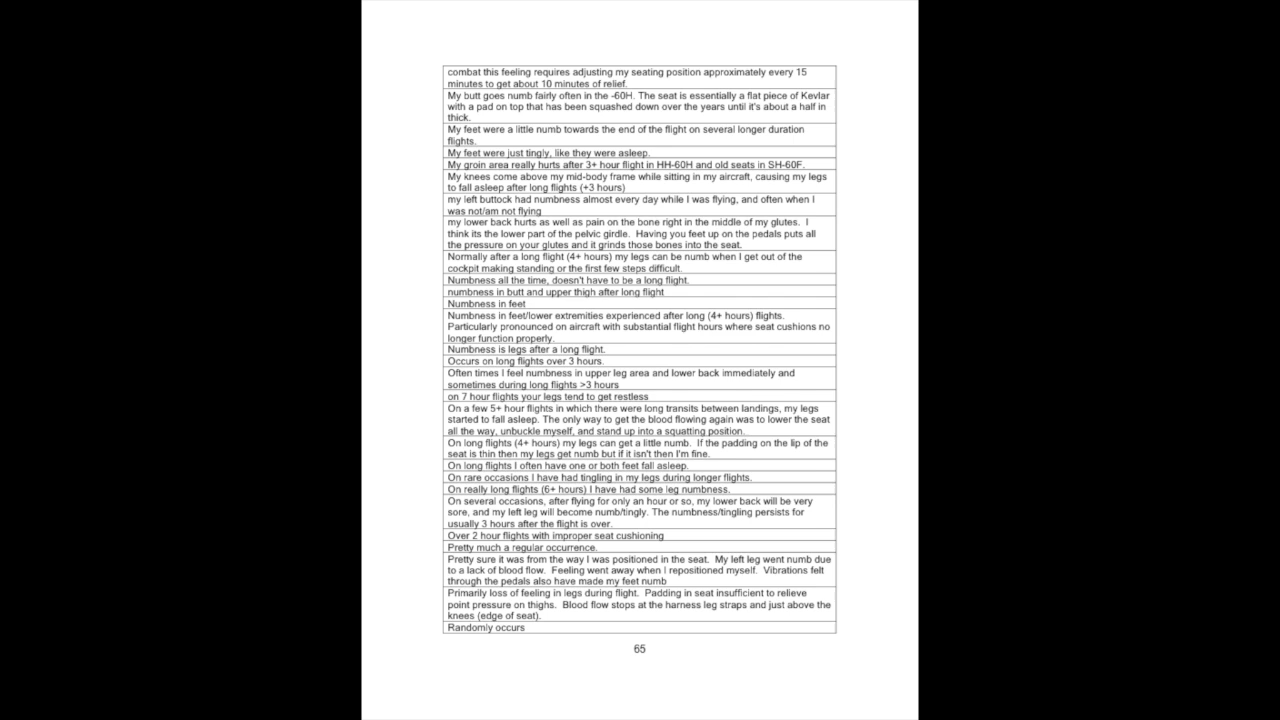 combat this feeling requires adjusting my seating position approximately every 15
minutes to get about 10 minutes of relief.
My butt goes numb fairly often in the -60H. The seat is essentially a flat piece of Kevlar
with a pad on top that has been squashed down over the years until it's about a half in
thick.
My feet were a little numb towards the end of the flight on several longer duration
flights.
My feet were just tingly, like they were asleep.
My groin area really hurts after 3+ hour flight in HH-60H and old seats in SH-60F.
My knees come above my mid-body frame while sitting in my aircraft, causing my legs
to fall asleep after long flights (+3 hours)
my left buttock had numbness almost every day while I was flying, and often when I
was not/am not flying
my lower back hurts as well as pain on the bone right in the middle of my glutes.  I
think its the lower part of the pelvic girdle.  Having you feet up on the pedals puts all
the pressure on your glutes and it grinds those bones into the seat.
Normally after a long flight (4+ hours) my legs can be numb when I get out of the
cockpit making standing or the first few steps difficult.
Numbness all the time, doesn't have to be a long flight.
numbness in butt and upper thigh after long flight
Numbness in feet
Numbness in feet/lower extremities experienced after long (4+ hours) flights.
Particularly pronounced on aircraft with substantial flight hours where seat cushions no
longer function properly.
Numbness is legs after a long flight.
Occurs on long flights over 3 hours.
Often times I feel numbness in upper leg area and lower back immediately and
sometimes during long flights >3 hours
on 7 hour flights your legs tend to get restless
On a few 5+ hour flights in which there were long transits between landings, my legs
started to fall asleep. The only way to get the blood flowing again was to lower the seat
all the way, unbuckle myself, and stand up into a squatting position.
On long flights (4+ hours) my legs can get a little numb.  If the padding on the lip of the
seat is thin then my legs get numb but if it isn't then I'm fine.
On long flights I often have one or both feet fall asleep.
On rare occasions I have had tingling in my legs during longer flights.
On really long flights (6+ hours) I have had some leg numbness.
On several occasions, after flying for only an hour or so, my lower back will be very
sore, and my left leg will become numb/tingly. The numbness/tingling persists for
usually 3 hours after the flight is over.
Over 2 hour flights with improper seat cushioning
Pretty much a regular occurrence.
Pretty sure it was from the way I was positioned in the seat.  My left leg went numb due
to a lack of blood flow.  Feeling went away when I repositioned myself.  Vibrations felt
through the pedals also have made my feet numb
Primarily loss of feeling in legs during flight.  Padding in seat insufficient to relieve
point pressure on thighs.  Blood flow stops at the harness leg straps and just above the
knees (edge of seat).
Randomly occurs
65